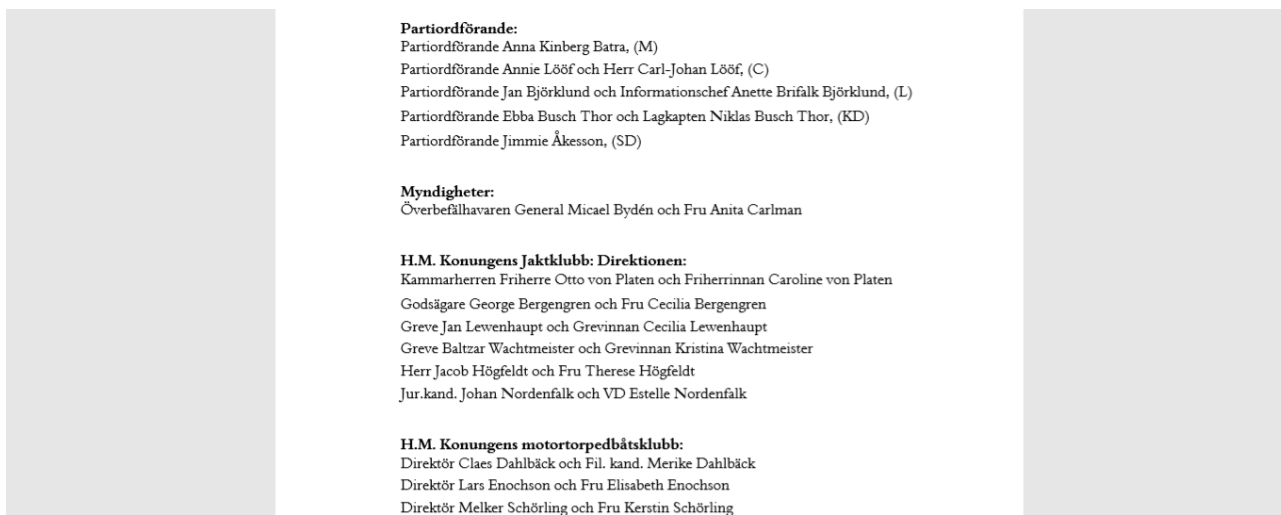 Partiordförande:
Partiordförande Anna Kinberg Batra, (M)
Partiordförande Annie Lööf och Herr Carl-Johan Lööf, (C)
Partiordförande Jan Björklund och Informationschef Anette Brifalk Björklund, (L)
Partiordförande Ebba Busch Thor och Lagkapten Niklas Busch Thor, (KD)
Partiordförande Jimmie Åkesson, (SD)
Myndigheter:
Överbefälhavaren General Micael Bydén och Fru Anita Carlman
H.M. Konungens Jaktklubb: Direktionen:
Kammarherren Friherre Otto von Platen och Friherrinnan Caroline von Platen
Godsägare George Bergengren och Fru Cecilia Bergengren
Greve Jan Lewenhaupt och Grevinnan Cecilia Lewenhaupt
Greve Baltzar Wachtmeister och Grevinnan Kristina Wachtmeister
Herr Jacob Högfeldt och Fru Therese Högfeldt
Jur.kand. Johan Nordenfalk och VD Estelle Nordenfalk
H.M. Konungens motortorpedbåtsklubb:
Direktör Claes Dahlbäck och Fil. kand. Merike Dahlbäck
Direktör Lars Enochson och Fru Elisabeth Enochson
Direktör Melker Schörling och Fru Kerstin Schörling